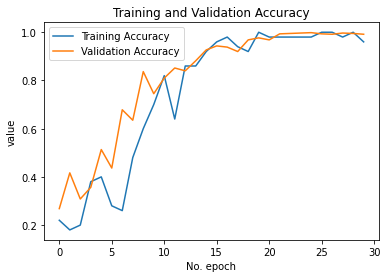 Training and Validation Accuracy
Training Accuracy
Validation Accuracy
value
1.0
0.8
0.6
0.4
0.2
0 5 10 15 20 25 30
No. epoch